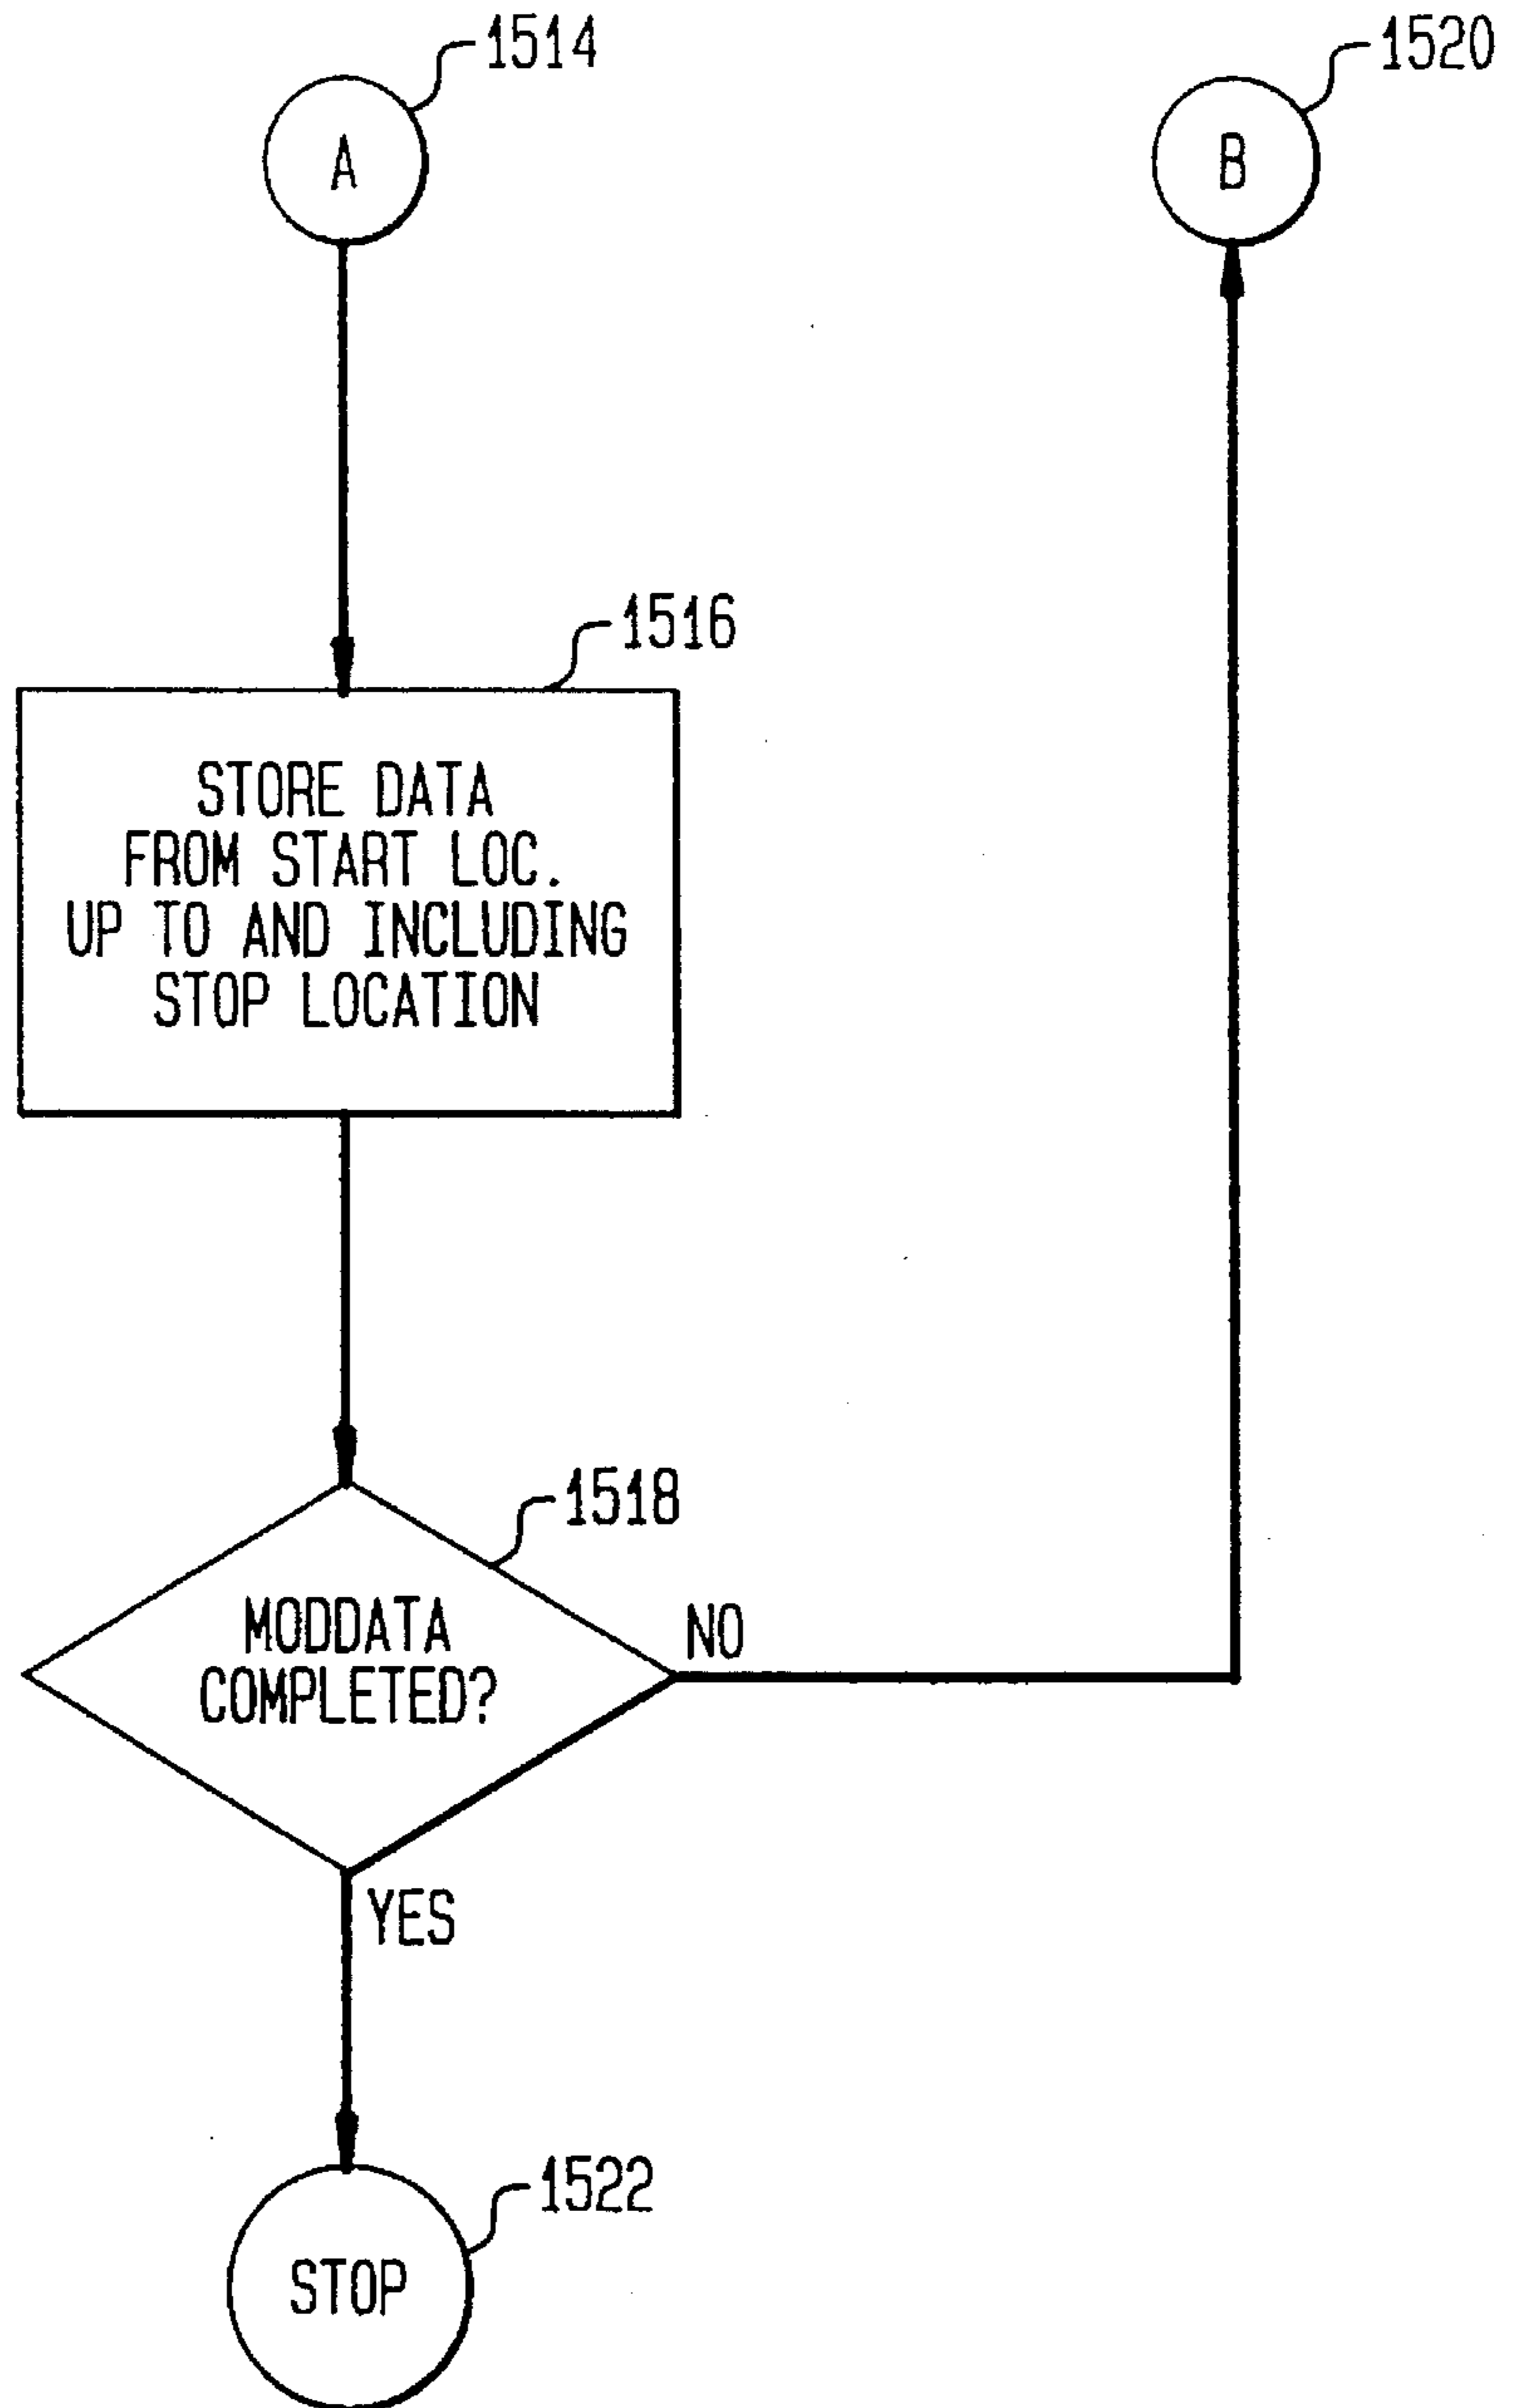 1514
A
1520
B
1516
STORE DATA
FROM START LOC.
UP TO AND INCLUDING
STOP LOCATION
1518
MODDATA
COMPLETED?
NO
YES
1522
STOP